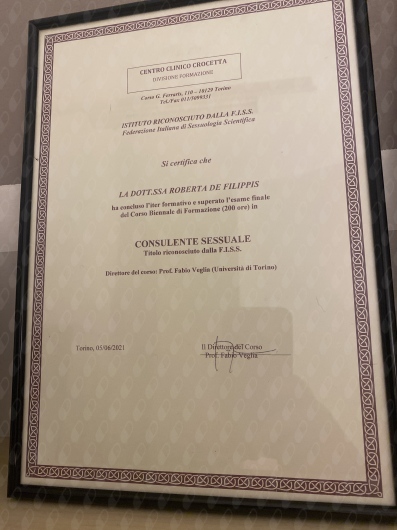 CENTRO CLINICO CROCETTA
DIVISIONE FORMAZIONE
Corso G. Ferraris, 110 – 10129 Torino
Tel./Fax 011/5099331
ISTITUTO RICONOSCIUTO DALLA F.I.S.S.
Federazione Italiana di Sessuologia Scientifica
Si certifica che
LA DOTT.SSA ROBERTA DE FILIPPIS
ha concluso l'iter formativo e superato l'esame finale
del Corso Biennale di Formazione (200 ore) in
CONSULENTE SESSUALE
Titolo riconosciuto dalla F.I.S.S.
Direttore del corso: Prof. Fabio Veglia (Università di Torino)
Torino, 05/06/2021
Il Direttore del Corso
Prof. Fabio Veglia